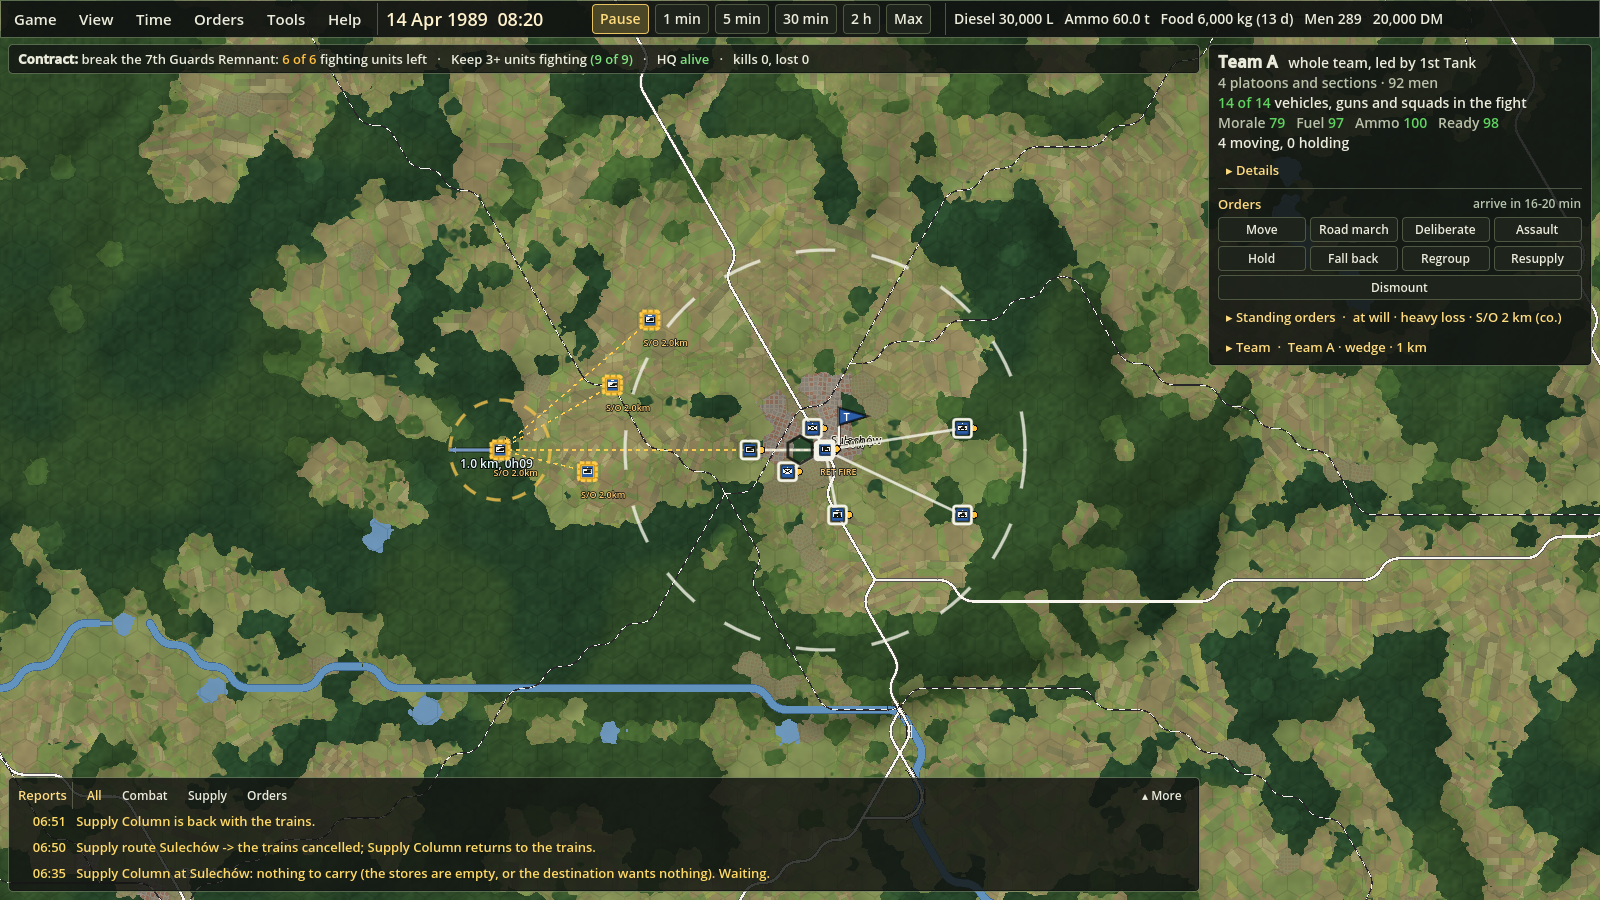 Game View Time Orders Tools Help 14 Apr 1989 08:20 Pause 1 min 5 min 30 min 2 h Max Diesel 30,000 L Ammo 60.0 t Food 6,000 kg (13 d) Men 289 20,000 DM
Contract: break the 7th Guards Remnant: 6 of 6 fighting units left · Keep 3+ units fighting (9 of 9) · HQ alive · kills 0, lost 0
Team A whole team, led by 1st Tank
4 platoons and sections · 92 men
14 of 14 vehicles, guns and squads in the fight
Morale 79 Fuel 97 Ammo 100 Ready 98
4 moving, 0 holding
▸ Details
Orders arrive in 16-20 min
Move Road march Deliberate Assault
Hold Fall back Regroup Resupply
Dismount
▸ Standing orders · at will · heavy loss · S/O 2 km (co.)
▸ Team · Team A · wedge · 1 km
S/O 2.0km
S/O 2.0km
T
Sulechów
1.0 km, 0h09
S/O 2.0km
RET FIRE
S/O 2.0km
Reports All Combat Supply Orders ▴ More
06:51 Supply Column is back with the trains.
06:50 Supply route Sulechów -> the trains cancelled; Supply Column returns to the trains.
06:35 Supply Column at Sulechów: nothing to carry (the stores are empty, or the destination wants nothing). Waiting.